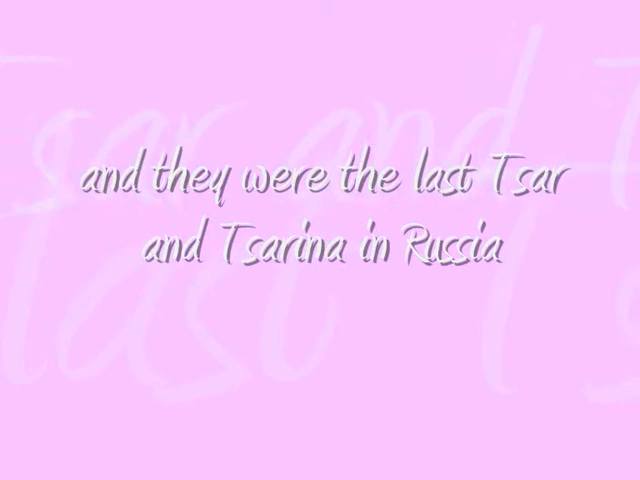 and they were the last Tsar
and Tsarina in Russia